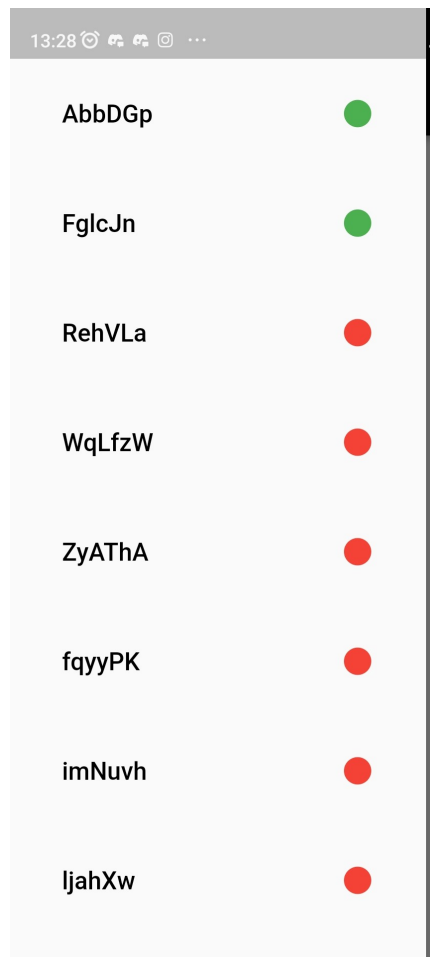 13:28
AbbDGp
FglcJn
RehVLa
WqLfzW
ZyAThA
fqyyPK
imNuvh
ljahXw